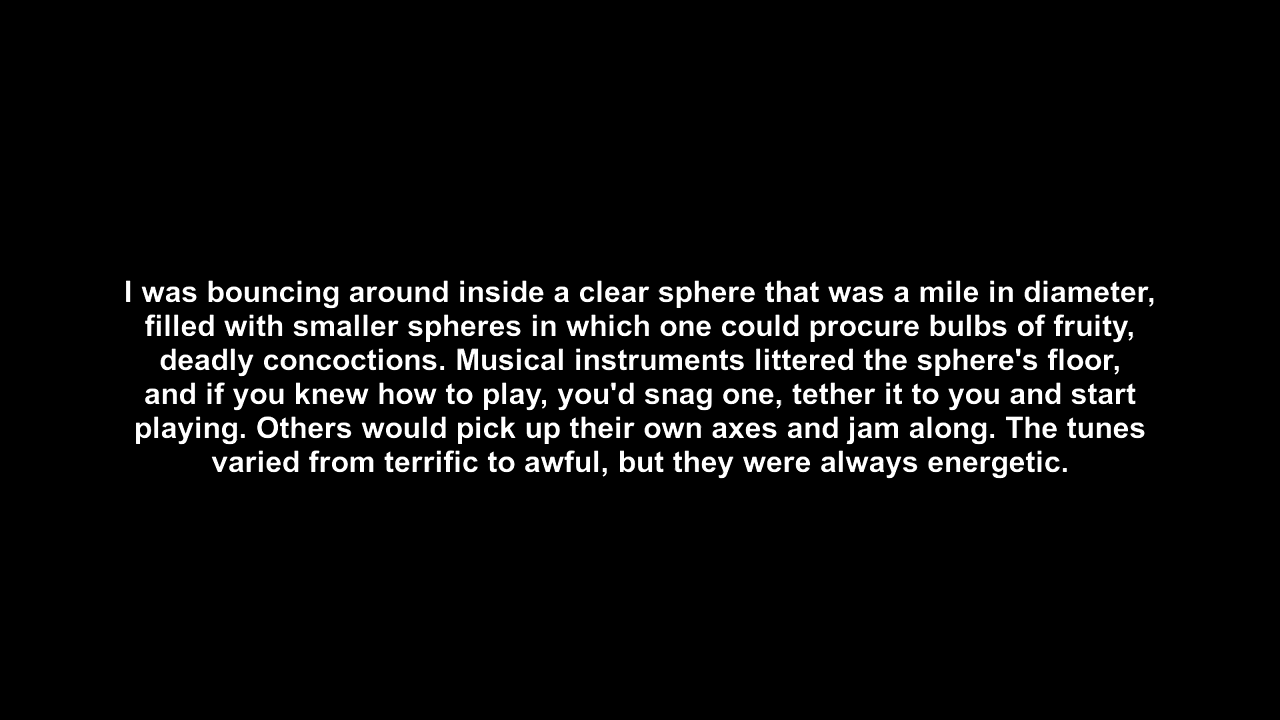 I was bouncing around inside a clear sphere that was a mile in diameter,
filled with smaller spheres in which one could procure bulbs of fruity,
deadly concoctions. Musical instruments littered the sphere's floor,
and if you knew how to play, you'd snag one, tether it to you and start
playing. Others would pick up their own axes and jam along. The tunes
varied from terrific to awful, but they were always energetic.